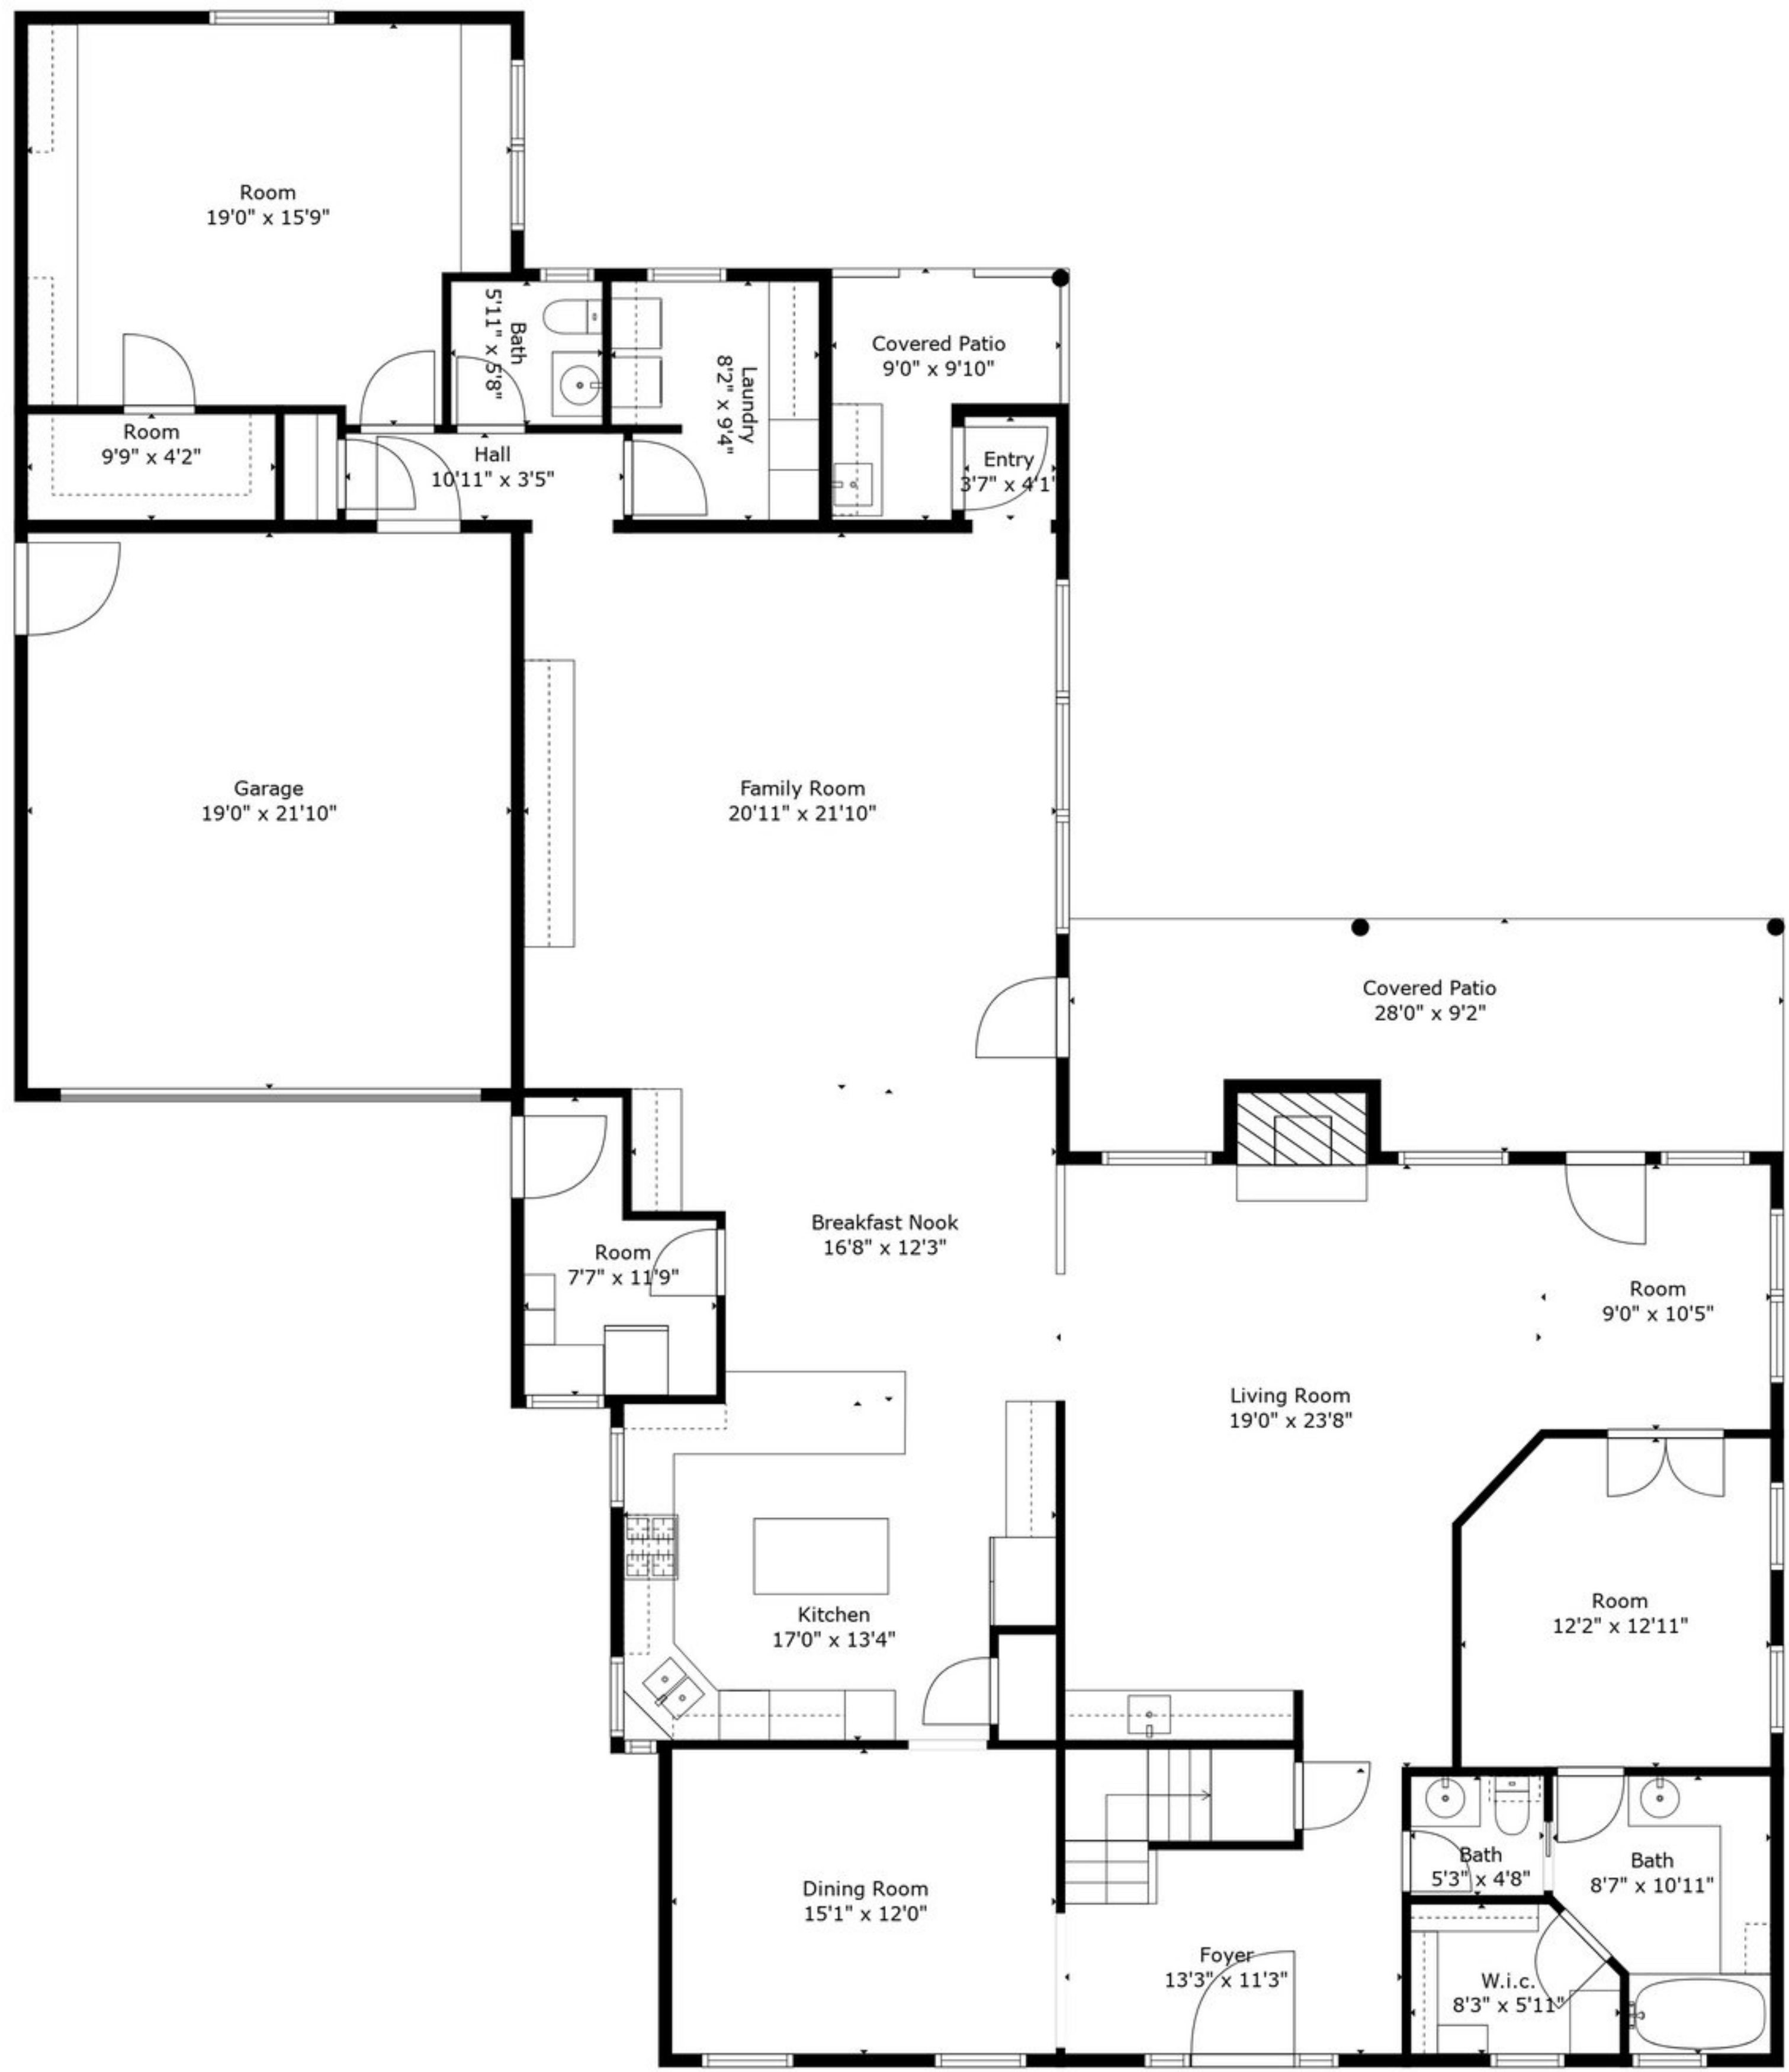 Room
19'0" x 15'9"
Bath
5'11" x 5'8"
Laundry
8'2" x 9'4"
Covered Patio
9'0" x 9'10"
Room
9'9" x 4'2"
Hall
10'11" x 3'5"
Entry
3'7" x 4'1"
Garage
19'0" x 21'10"
Family Room
20'11" x 21'10"
Covered Patio
28'0" x 9'2"
Breakfast Nook
16'8" x 12'3"
Room
7'7" x 11'9"
Room
9'0" x 10'5"
Living Room
19'0" x 23'8"
Kitchen
17'0" x 13'4"
Room
12'2" x 12'11"
Dining Room
15'1" x 12'0"
Bath
5'3" x 4'8"
Bath
8'7" x 10'11"
Foyer
13'3" x 11'3"
W.i.c.
8'3" x 5'11"